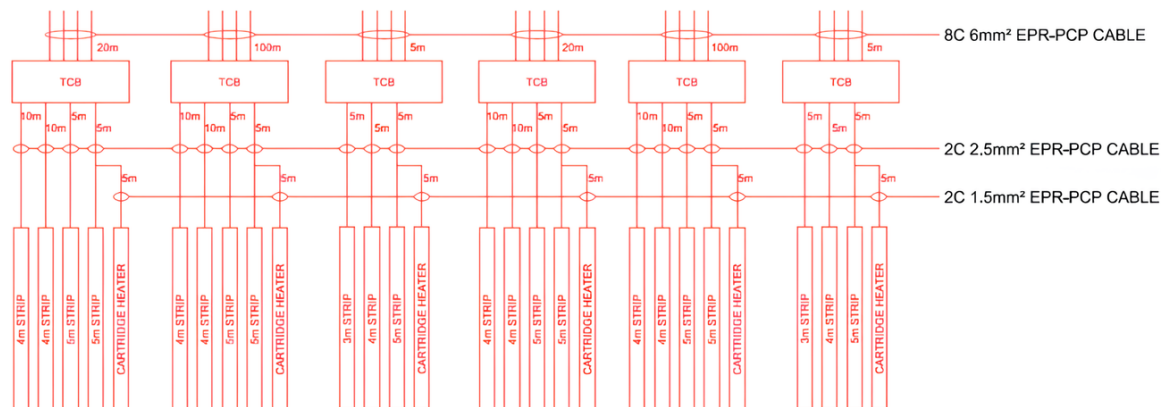 8C 6mm² EPR-PCP CABLE
20m 100m 5m 20m 100m 5m
TCB TCB TCB TCB TCB TCB
10m 5m 10m 5m 5m 5m 10m 5m 10m 5m 5m 5m
10m 5m 10m 5m 5m 10m 5m 10m 5m 5m
2C 2.5mm² EPR-PCP CABLE
5m 5m 5m 5m 5m 5m
2C 1.5mm² EPR-PCP CABLE
4m STRIP
4m STRIP
5m STRIP
5m STRIP
CARTRIDGE HEATER
4m STRIP
4m STRIP
5m STRIP
5m STRIP
CARTRIDGE HEATER
3m STRIP
4m STRIP
5m STRIP
CARTRIDGE HEATER
4m STRIP
4m STRIP
5m STRIP
5m STRIP
CARTRIDGE HEATER
4m STRIP
4m STRIP
5m STRIP
5m STRIP
CARTRIDGE HEATER
3m STRIP
4m STRIP
5m STRIP
CARTRIDGE HEATER